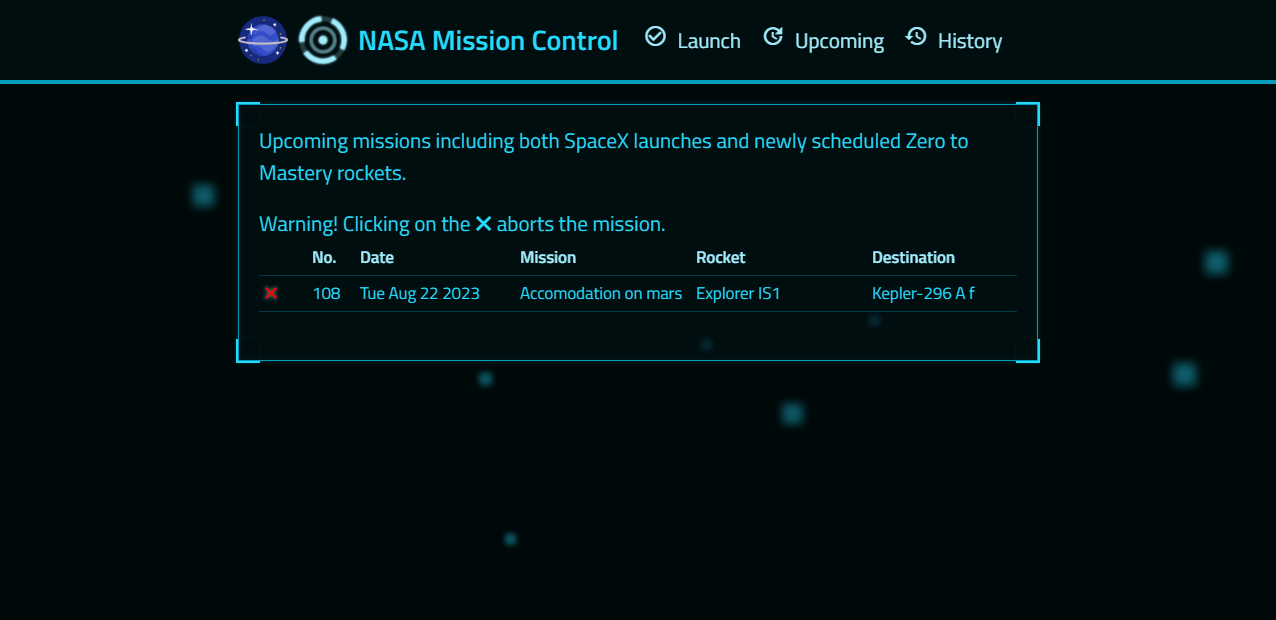 NASA Mission Control Launch Upcoming History
Upcoming missions including both SpaceX launches and newly scheduled Zero to
Mastery rockets.
Warning! Clicking on the ✕ aborts the mission.
No. Date Mission Rocket Destination
✕ 108 Tue Aug 22 2023 Accomodation on mars Explorer IS1 Kepler-296 A f